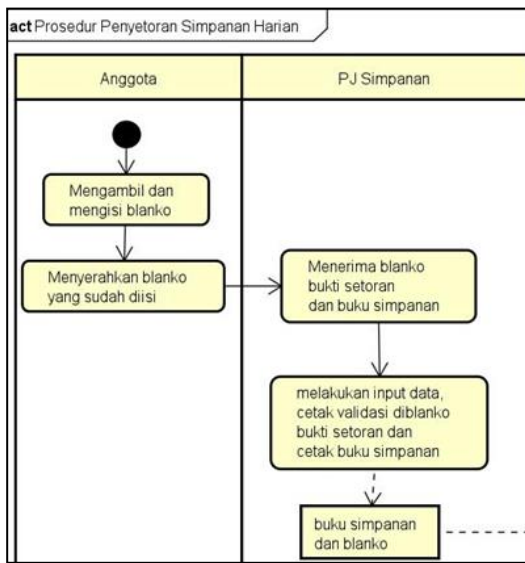 act Prosedur Penyetoran Simpanan Harian
Anggota
PJ Simpanan
Mengambil dan
mengisi blanko
Menyerahkan blanko
yang sudah diisi
Menerima blanko
bukti setoran
dan buku simpanan
melakukan input data,
cetak validasi diblanko
bukti setoran dan
cetak buku simpanan
buku simpanan
dan blanko